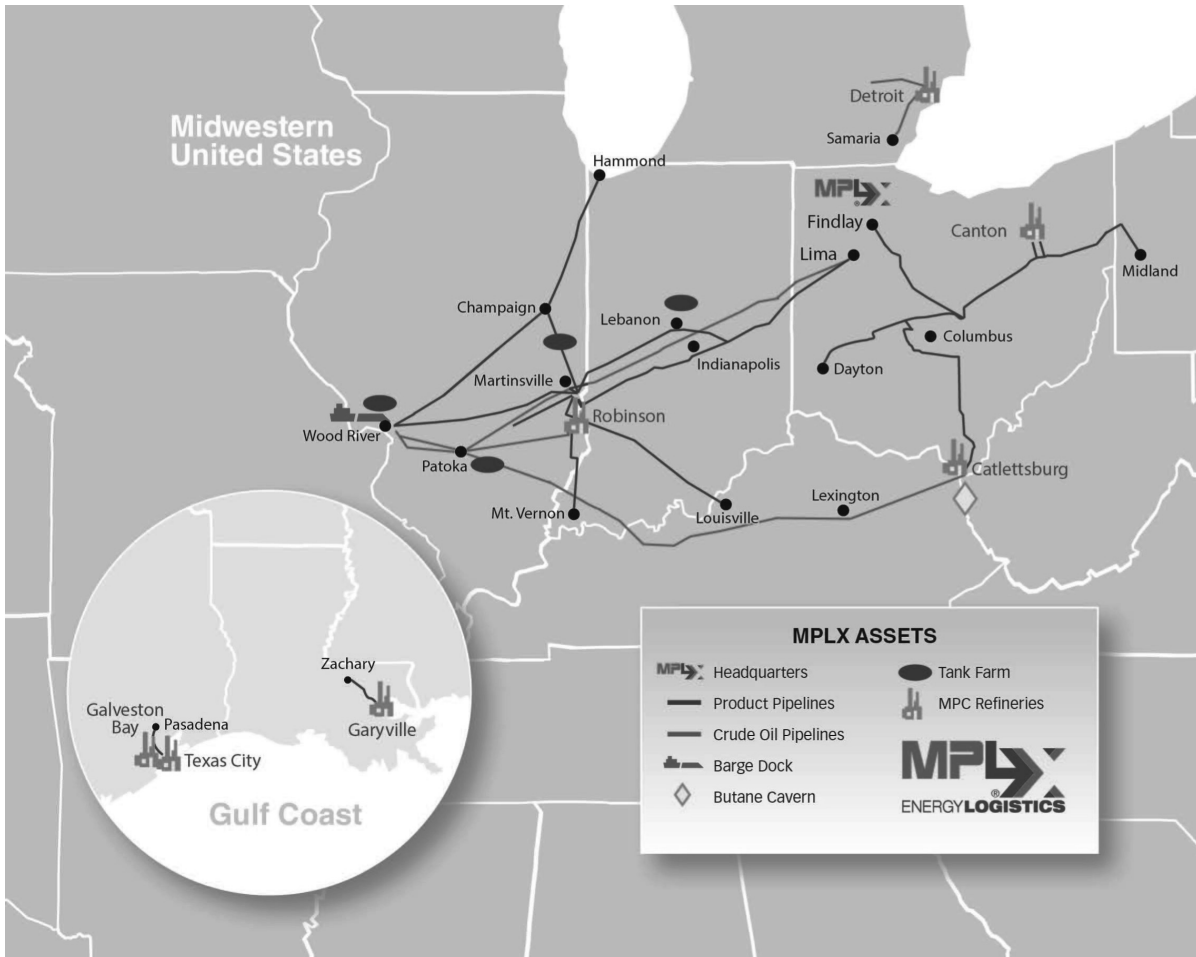 Midwestern
United States
Detroit
Samaria
Hammond
MPLX
Findlay
Canton
Lima
Midland
Champaign
Lebanon
Columbus
Indianapolis
Martinsville
Dayton
Robinson
Wood River
Patoka
Catlettsburg
Lexington
Mt. Vernon
Louisville
Zachary
Galveston
Bay
Pasadena
Garyville
Texas City
Gulf Coast
MPLX ASSETS
MPLX Headquarters
Product Pipelines
Crude Oil Pipelines
Barge Dock
Butane Cavern
Tank Farm
MPC Refineries
MPLX®
ENERGYLOGISTICS